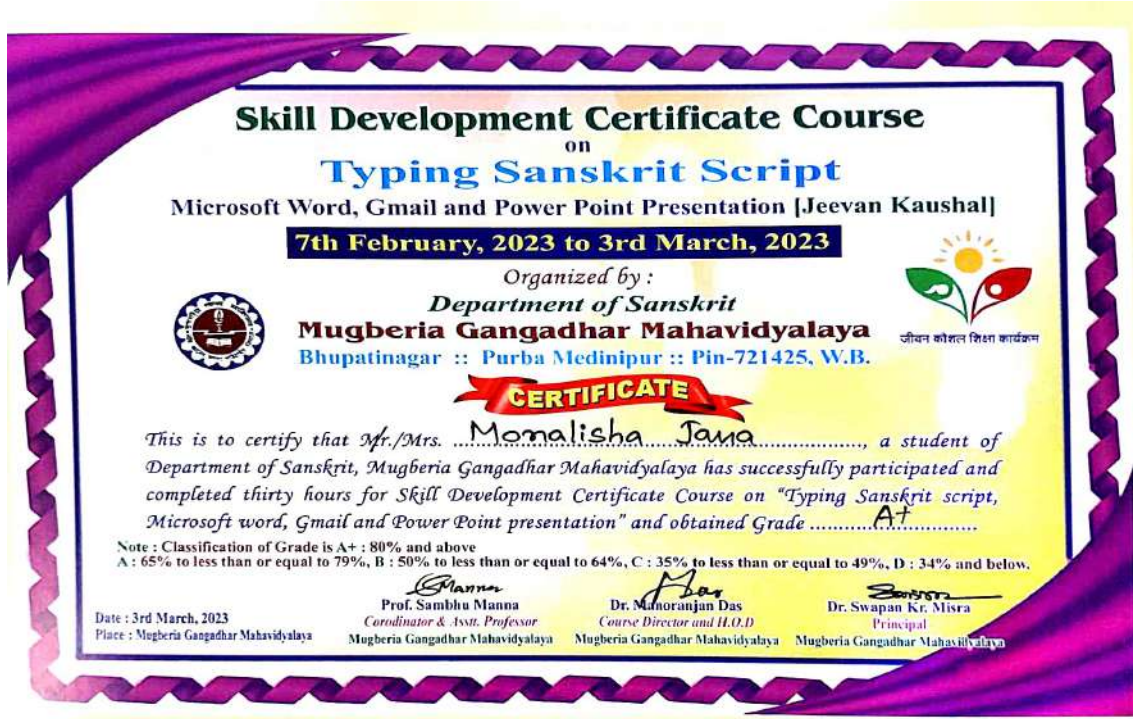 Skill Development Certificate Course
on
Typing Sanskrit Script
Microsoft Word, Gmail and Power Point Presentation [Jeevan Kaushal]
7th February, 2023 to 3rd March, 2023
Organized by :
Department of Sanskrit
Mugberia Gangadhar Mahavidyalaya
Bhupatinagar :: Purba Medinipur :: Pin-721425, W.B.
जीवन कौशल शिक्षा कार्यक्रम
CERTIFICATE
This is to certify that Mr./Mrs. Monalisha Jana, a student of
Department of Sanskrit, Mugberia Gangadhar Mahavidyalaya has successfully participated and
completed thirty hours for Skill Development Certificate Course on "Typing Sanskrit script,
Microsoft word, Gmail and Power Point presentation" and obtained Grade A+
Note : Classification of Grade is A+ : 80% and above
A : 65% to less than or equal to 79%, B : 50% to less than or equal to 64%, C : 35% to less than or equal to 49%, D : 34% and below.
SManna
Prof. Sambhu Manna
Corodinator & Asstt. Professor
Mugberia Gangadhar Mahavidyalaya
Dr. Manoranjan Das
Course Director and H.O.D
Mugberia Gangadhar Mahavidyalaya
Dr. Swapan Kr. Misra
Principal
Mugberia Gangadhar Mahavidyalaya
Date : 3rd March, 2023
Place : Mugberia Gangadhar Mahavidyalaya